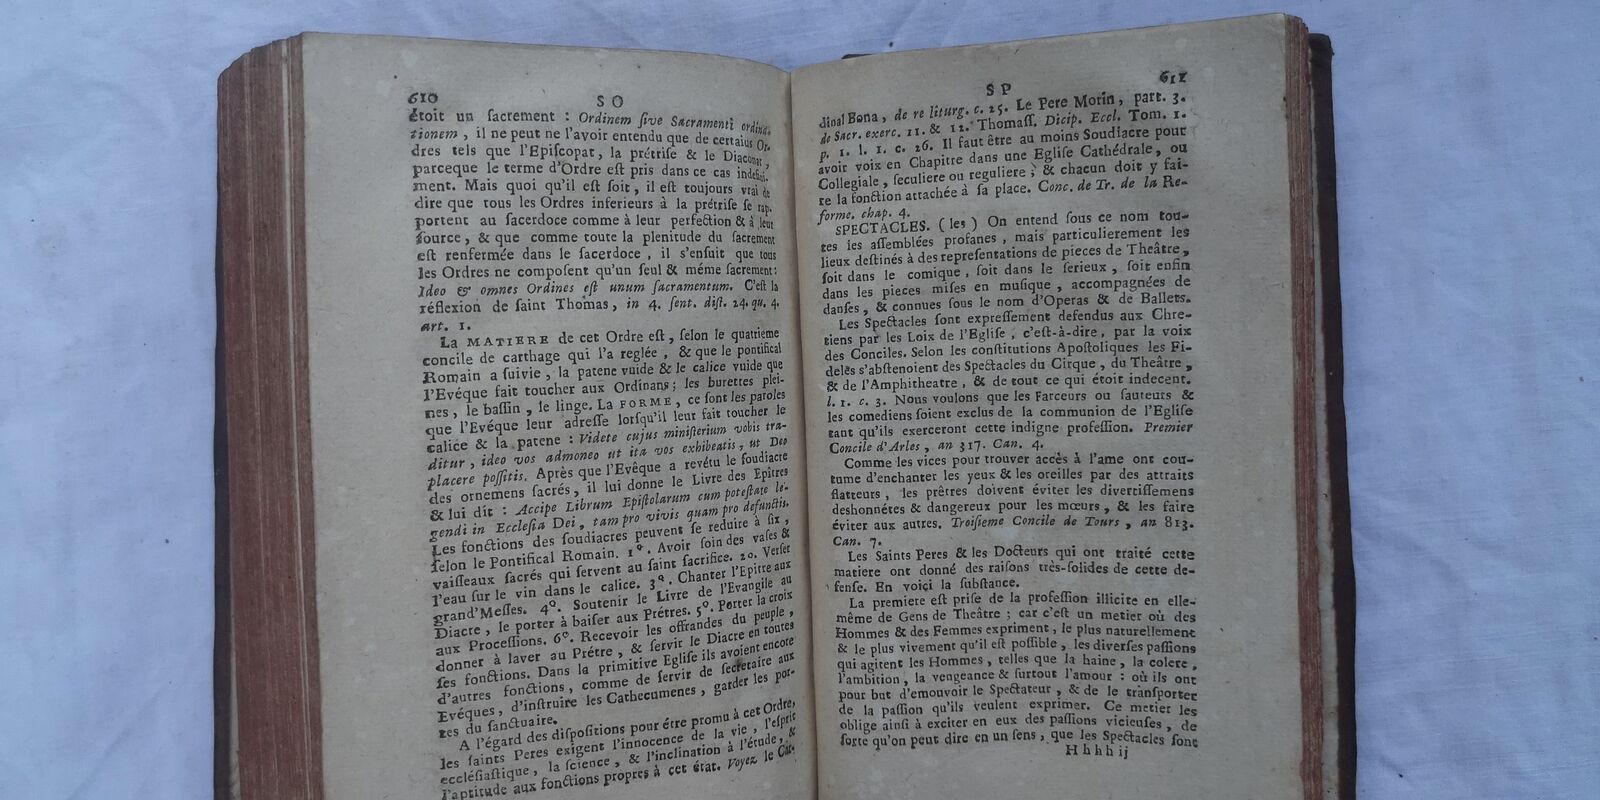 610 SO
étoit un sacrement : Ordinem sive Sacramenti ordina-
tionem, il ne peut ne l'avoir entendu que de certains Or-
dres tels que l'Episcopat, la prétrise & le Diaconat,
parceque le terme d'Ordre est pris dans ce cas indéfini-
ment. Mais quoi qu'il est soit, il est toujours vrai de
dire que tous les Ordres inferieurs à la prétrise se rap-
portent au sacerdoce comme à leur perfection & à leur
source, & que comme toute la plenitude du sacrement
est renfermée dans le sacerdoce, il s'ensuit que tous
les Ordres ne composent qu'un seul & méme sacrement:
Ideo & omnes Ordines est unum sacramentum. C'est la
réflexion de saint Thomas, in 4. sent. dist. 24. qu. 4.
art. 1.
La MATIERE de cet Ordre est, selon le quatrieme
concile de carthage qui l'a reglée, & que le pontifical
Romain a suivie, la patene vuide & le calice vuide que
l'Evéque fait toucher aux Ordinans; les burettes plei-
nes, le bassin, le linge. La FORME, ce sont les paroles
que l'Evéque leur adresse lorsqu'il leur fait toucher le
calice & la patene : Videte cujus ministerium vobis tra-
ditur, ideo vos admoneo ut ita vos exhibeatis, ut Deo
placere possitis. Après que l'Evêque a revétu le soudiacre
des ornemens sacrés, il lui donne le Livre des Epitres
& lui dit : Accipe Librum Epistolarum cum potestate le-
gendi in Ecclesia Dei, tam pro vivis quam pro defunctis.
Les fonctions des soudiacres peuvent se reduire à six,
selon le Pontifical Romain. 1°. Avoir soin des vases &
vaisseaux sacrés qui servent au saint sacrifice. 20. Verser
l'eau sur le vin dans le calice. 3°. Chanter l'Epitre aux
grand'Messes. 4°. Soutenir le Livre de l'Evangile au
Diacre, le porter à baiser aux Prétres. 5°. Porter la croix
aux Processions. 6°. Recevoir les offrandes du peuple,
donner à laver au Prétre, & servir le Diacre en toutes
ses fonctions. Dans la primitive Eglise ils avoient encore
d'autres fonctions, comme de servir de secretaire aux
Evéques, d'instruire les Cathecumenes, garder les por-
tes du sanctuaire.
A l'égard des dispositions pour étre promu à cet Ordre,
les saints Peres exigent l'innocence de la vie, l'esprit
ecclésiastique, la science, & l'inclination à l'étude, &
l'aptitude aux fonctions propres à cet état. Voyez le Car-
SP 611
dinal Bona, de re liturg. c. 25. Le Pere Morin, part. 3.
de Sacr. exerc. 11. & 12. Thomass. Dicip. Eccl. Tom. 1.
p. 1. l. 1. c. 26. Il faut être au moins Soudiacre pour
avoir voix en Chapitre dans une Eglise Cathédrale, ou
Collegiale, seculiere ou reguliere; & chacun doit y fai-
re la fonction attachée à sa place. Conc. de Tr. de la Re-
forme. chap. 4.
SPECTACLES. (les) On entend sous ce nom tou-
tes les assemblées profanes, mais particulierement les
lieux destinés à des representations de pieces de Theâtre,
soit dans le comique, soit dans le serieux, soit enfin
dans les pieces mises en musique, accompagnées de
danses, & connues sous le nom d'Operas & de Ballets.
Les Spectacles sont expressement defendus aux Chre-
tiens par les Loix de l'Eglise, c'est-à-dire, par la voix
des Conciles. Selon les constitutions Apostoliques les Fi-
delès s'abstenoient des Spectacles du Cirque, du Theâtre,
& de l'Amphitheatre, & de tout ce qui étoit indecent.
l. 1. c. 3. Nous voulons que les Farceurs ou sauteurs &
les comediens soient exclus de la communion de l'Eglise
tant qu'ils exerceront cette indigne profession. Premier
Concile d'Arles, an 317. Can. 4.
Comme les vices pour trouver accès à l'ame ont cou-
tume d'enchanter les yeux & les oreilles par des attraits
flatteurs, les prêtres doivent éviter les divertissemens
deshonnétes & dangereux pour les mœurs, & les faire
éviter aux autres. Troisieme Concile de Tours, an 813.
Can. 7.
Les Saints Peres & les Docteurs qui ont traité cette
matiere ont donné des raisons très-solides de cette de-
fense. En voiçi la substance.
La premiere est prise de la profession illicite en elle-
même de Gens de Theâtre; car c'est un metier où des
Hommes & des Femmes expriment, le plus naturellement
& le plus vivement qu'il est possible, les diverses passions
qui agitent les Hommes, telles que la haine, la colere,
l'ambition, la vengeance & surtout l'amour : où ils ont
pour but d'emouvoir le Spectateur, & de le transporter
de la passion qu'ils veulent exprimer. Ce metier les
oblige ainsi à exciter en eux des passions vicieuses, de
sorte qu'on peut dire en un sens, que les Spectacles sont
Hhhhij